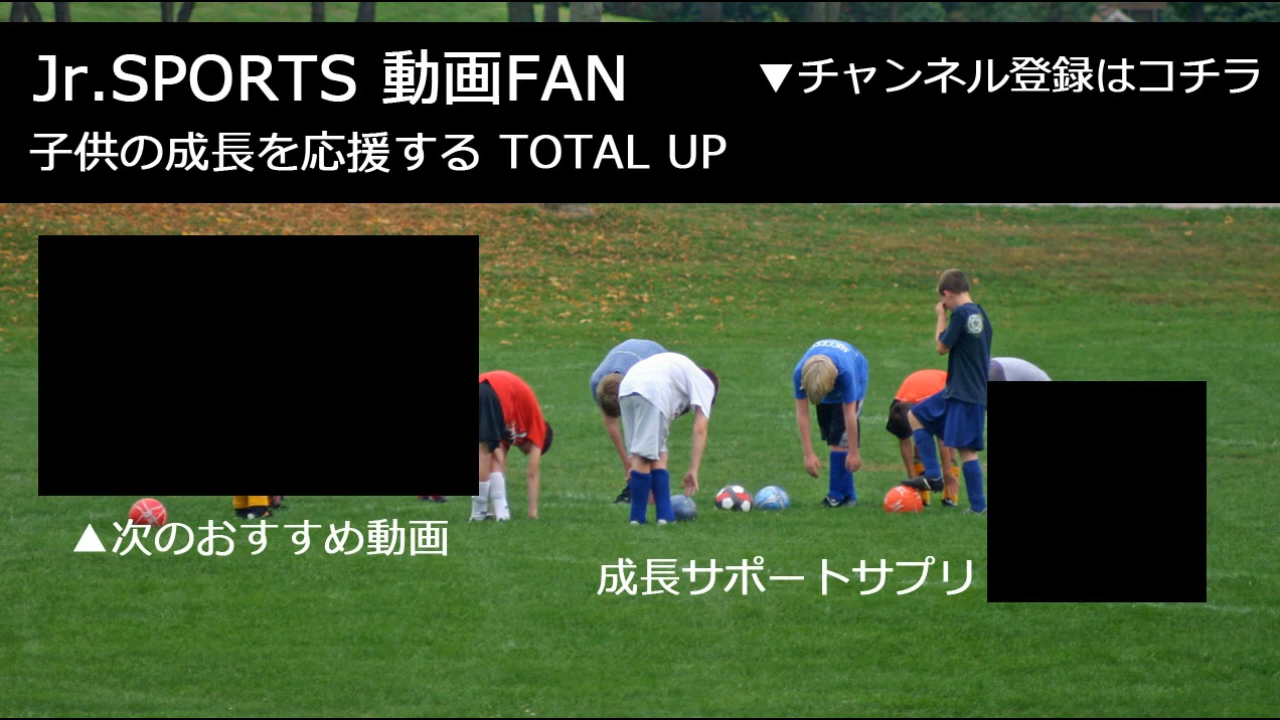 Jr.SPORTS 動画FAN
▼チャンネル登録はコチラ
子供の成長を応援する TOTAL UP
▲次のおすすめ動画
成長サポートサプリ